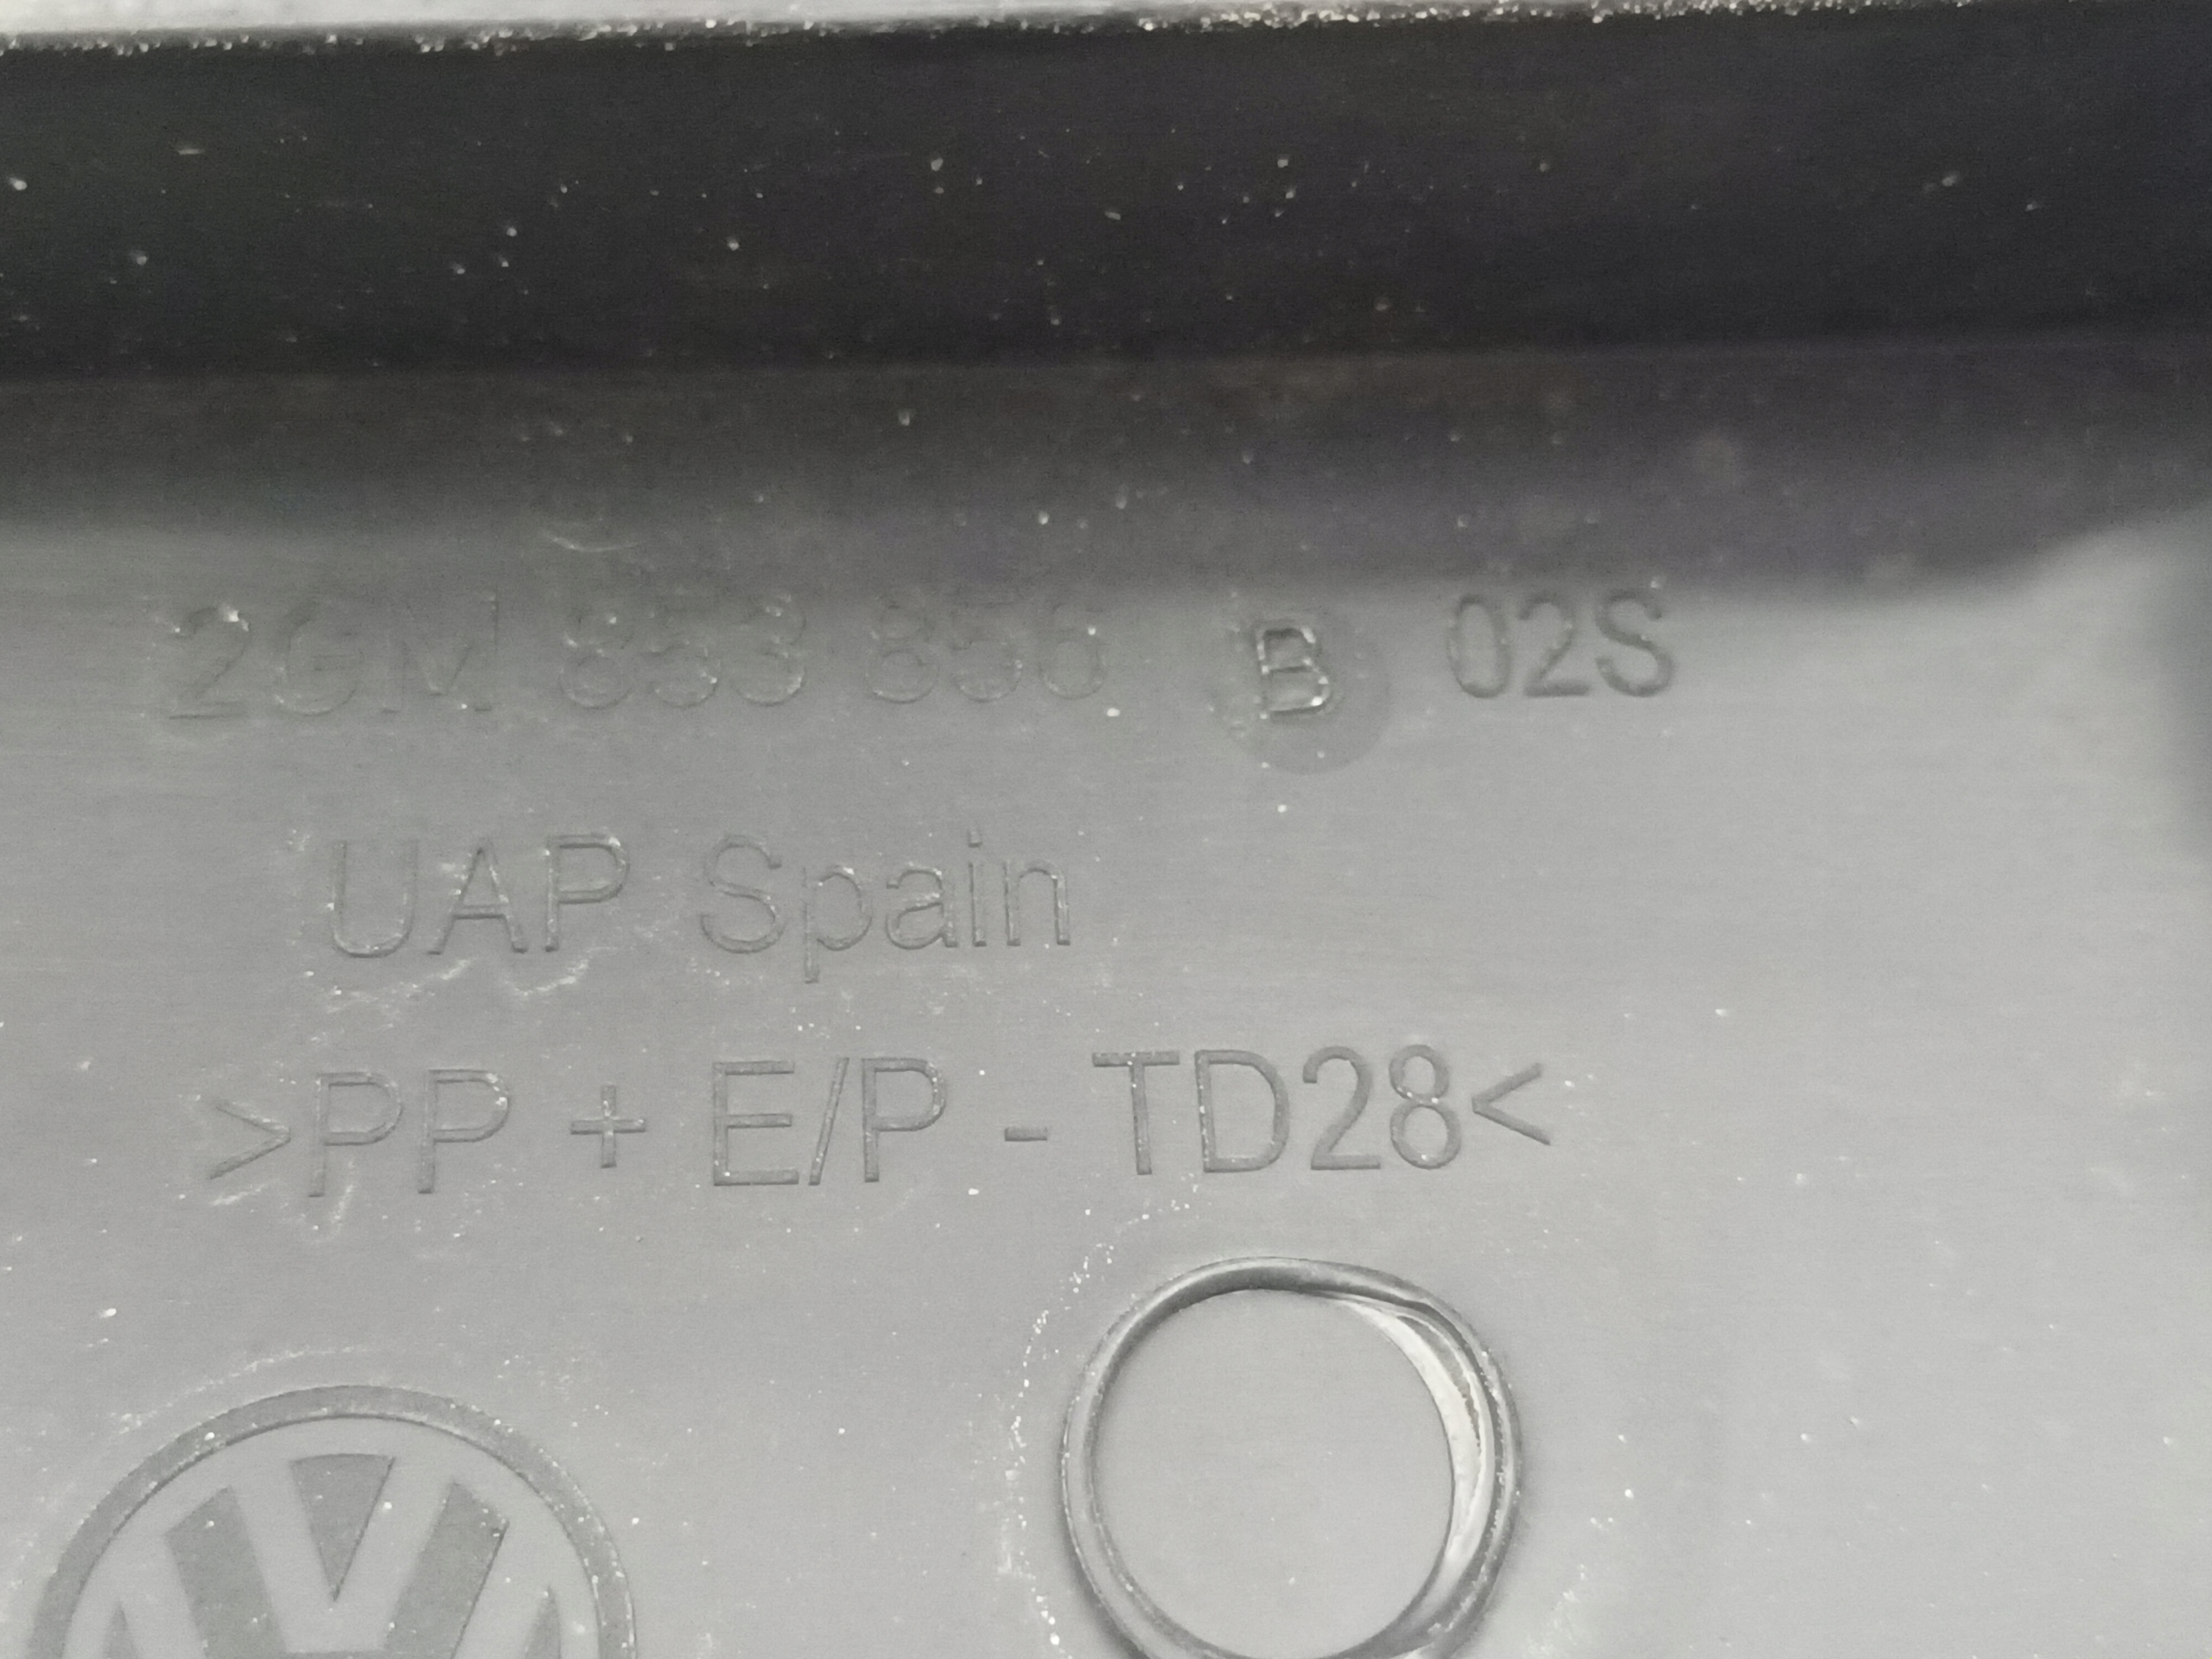 2GM 853 856 B 02S
UAP Spain
>PP + E/P - TD28<